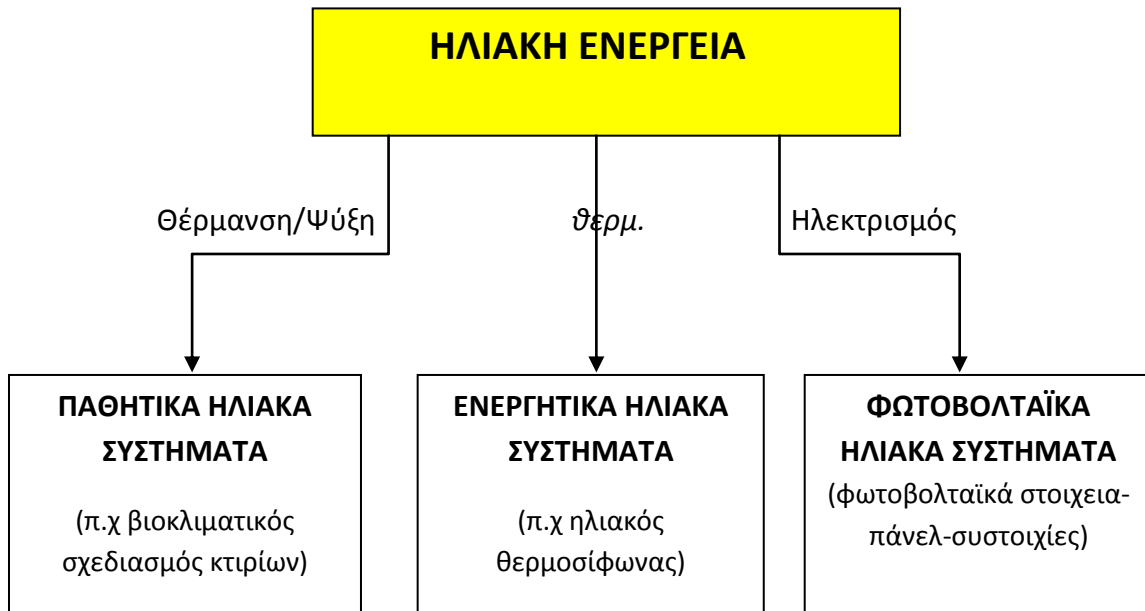 ΗΛΙΑΚΗ ΕΝΕΡΓΕΙΑ
Θέρμανση/Ψύξη
θερμ.
Ηλεκτρισμός
ΠΑΘΗΤΙΚΑ ΗΛΙΑΚΑ
ΣΥΣΤΗΜΑΤΑ
(π.χ βιοκλιματικός
σχεδιασμός κτιρίων)
ΕΝΕΡΓΗΤΙΚΑ ΗΛΙΑΚΑ
ΣΥΣΤΗΜΑΤΑ
(π.χ ηλιακός
θερμοσίφωνας)
ΦΩΤΟΒΟΛΤΑΪΚΑ
ΗΛΙΑΚΑ ΣΥΣΤΗΜΑΤΑ
(φωτοβολταϊκά στοιχεια-
πάνελ-συστοιχίες)